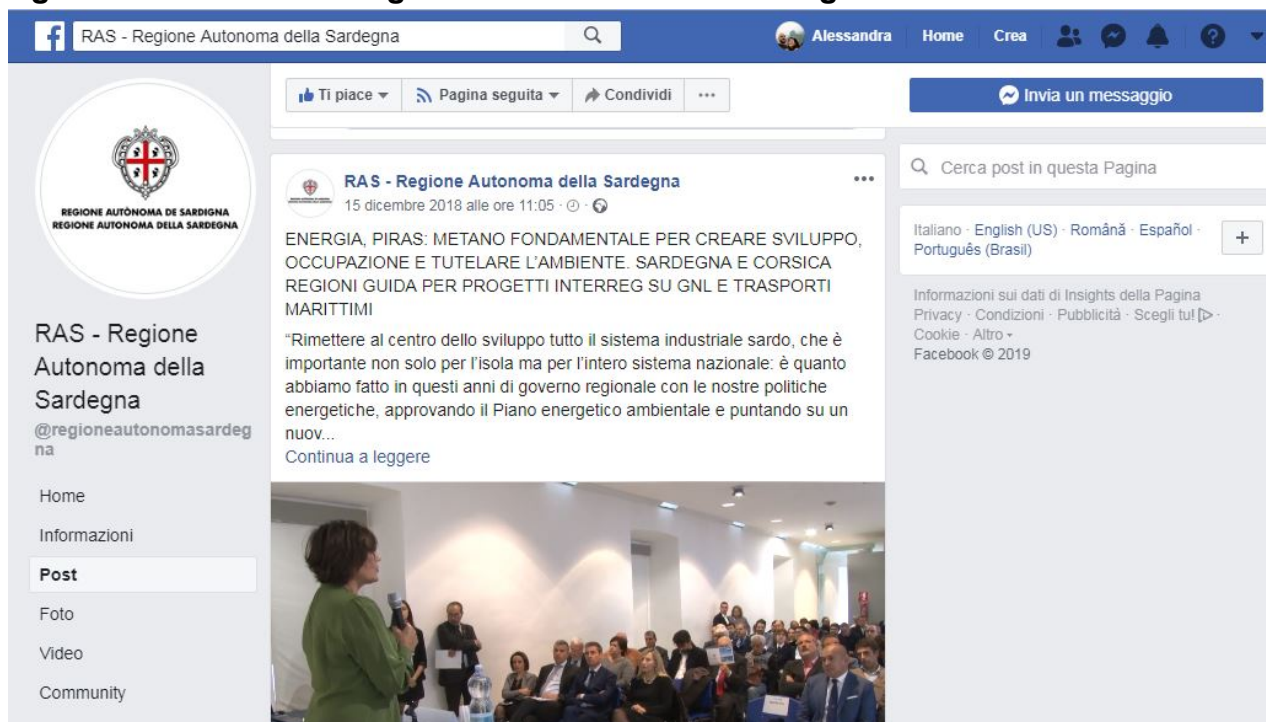 RAS - Regione Autonoma della Sardegna
Alessandra
Home
Crea
REGIONE AUTÒNOMA DE SARDIGNA
REGIONE AUTONOMA DELLA SARDEGNA
RAS - Regione
Autonoma della
Sardegna
@regioneautonomasardeg
na
Home
Informazioni
Post
Foto
Video
Community
Ti piace
Pagina seguita
Condividi
RAS - Regione Autonoma della Sardegna
15 dicembre 2018 alle ore 11:05
ENERGIA, PIRAS: METANO FONDAMENTALE PER CREARE SVILUPPO,
OCCUPAZIONE E TUTELARE L'AMBIENTE. SARDEGNA E CORSICA
REGIONI GUIDA PER PROGETTI INTERREG SU GNL E TRASPORTI
MARITTIMI
“Rimettere al centro dello sviluppo tutto il sistema industriale sardo, che è
importante non solo per l'isola ma per l'intero sistema nazionale: è quanto
abbiamo fatto in questi anni di governo regionale con le nostre politiche
energetiche, approvando il Piano energetico ambientale e puntando su un
nuov...
Continua a leggere
Invia un messaggio
Cerca post in questa Pagina
Italiano · English (US) · Română · Español ·
Português (Brasil)
Informazioni sui dati di Insights della Pagina
Privacy · Condizioni · Pubblicità · Scegli tu! ·
Cookie · Altro
Facebook © 2019